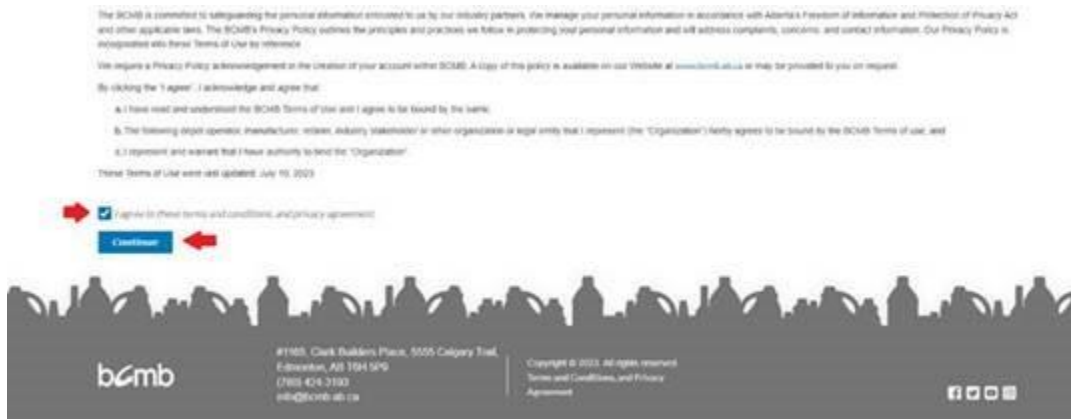 The BCMB is committed to safeguarding the personal information entrusted to us by our industry partners. We manage your personal information in accordance with Alberta's Freedom of Information and Protection of Privacy Act
and other applicable laws. The BCMB's Privacy Policy outlines the principles and practices we follow in protecting your personal information and will address complaints, concerns, and contact information. Our Privacy Policy is
incorporated into these Terms of Use by reference.
We require a Privacy Policy acknowledgement in the creation of your account within BCMB. A copy of this policy is available on our Website at www.bcmb.ab.ca or may be provided to you on request.
By clicking the "I agree", I acknowledge and agree that:
a. I have read and understood the BCMB Terms of Use and I agree to be bound by the same;
b. The following depot operator, manufacturer, retailer, industry stakeholder or other organization or legal entity that I represent (the "Organization") hereby agrees to be bound by the BCMB Terms of use; and
c. I represent and warrant that I have authority to bind the "Organization".
These Terms of Use were last updated: July 10, 2023
I agree to these terms and conditions, and privacy agreement
Continue
bcmb
#1165, Clark Builders Place, 5555 Calgary Trail,
Edmonton, AB T6H 5P9
(780) 424-3193
info@bcmb.ab.ca
Copyright © 2023. All rights reserved.
Terms and Conditions, and Privacy
Agreement